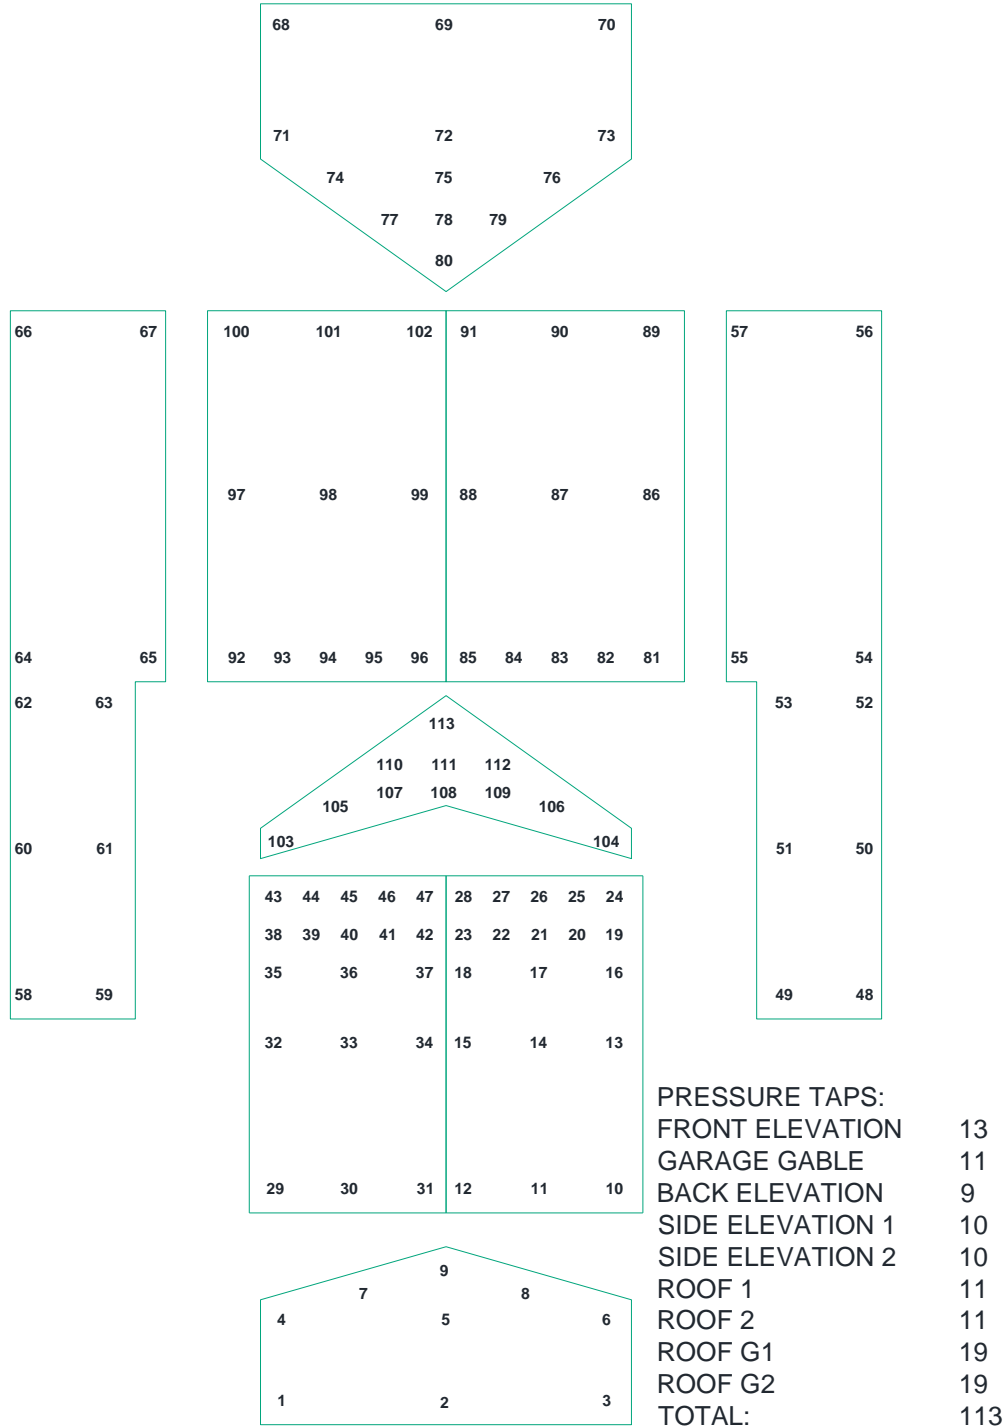 68 69 70
71 72 73
74 75 76
77 78 79
80
66 67 100 101 102 91 90 89 57 56
97 98 99 88 87 86
64 65 92 93 94 95 96 85 84 83 82 81 55 54
62 63 53 52
113
110 111 112
107 108 109
105 106
103 104
60 61 51 50
43 44 45 46 47 28 27 26 25 24
38 39 40 41 42 23 22 21 20 19
35 36 37 18 17 16
58 59 49 48
32 33 34 15 14 13
29 30 31 12 11 10
9
7 8
4 5 6
1 2 3
PRESSURE TAPS:
FRONT ELEVATION 13
GARAGE GABLE 11
BACK ELEVATION 9
SIDE ELEVATION 1 10
SIDE ELEVATION 2 10
ROOF 1 11
ROOF 2 11
ROOF G1 19
ROOF G2 19
TOTAL: 113